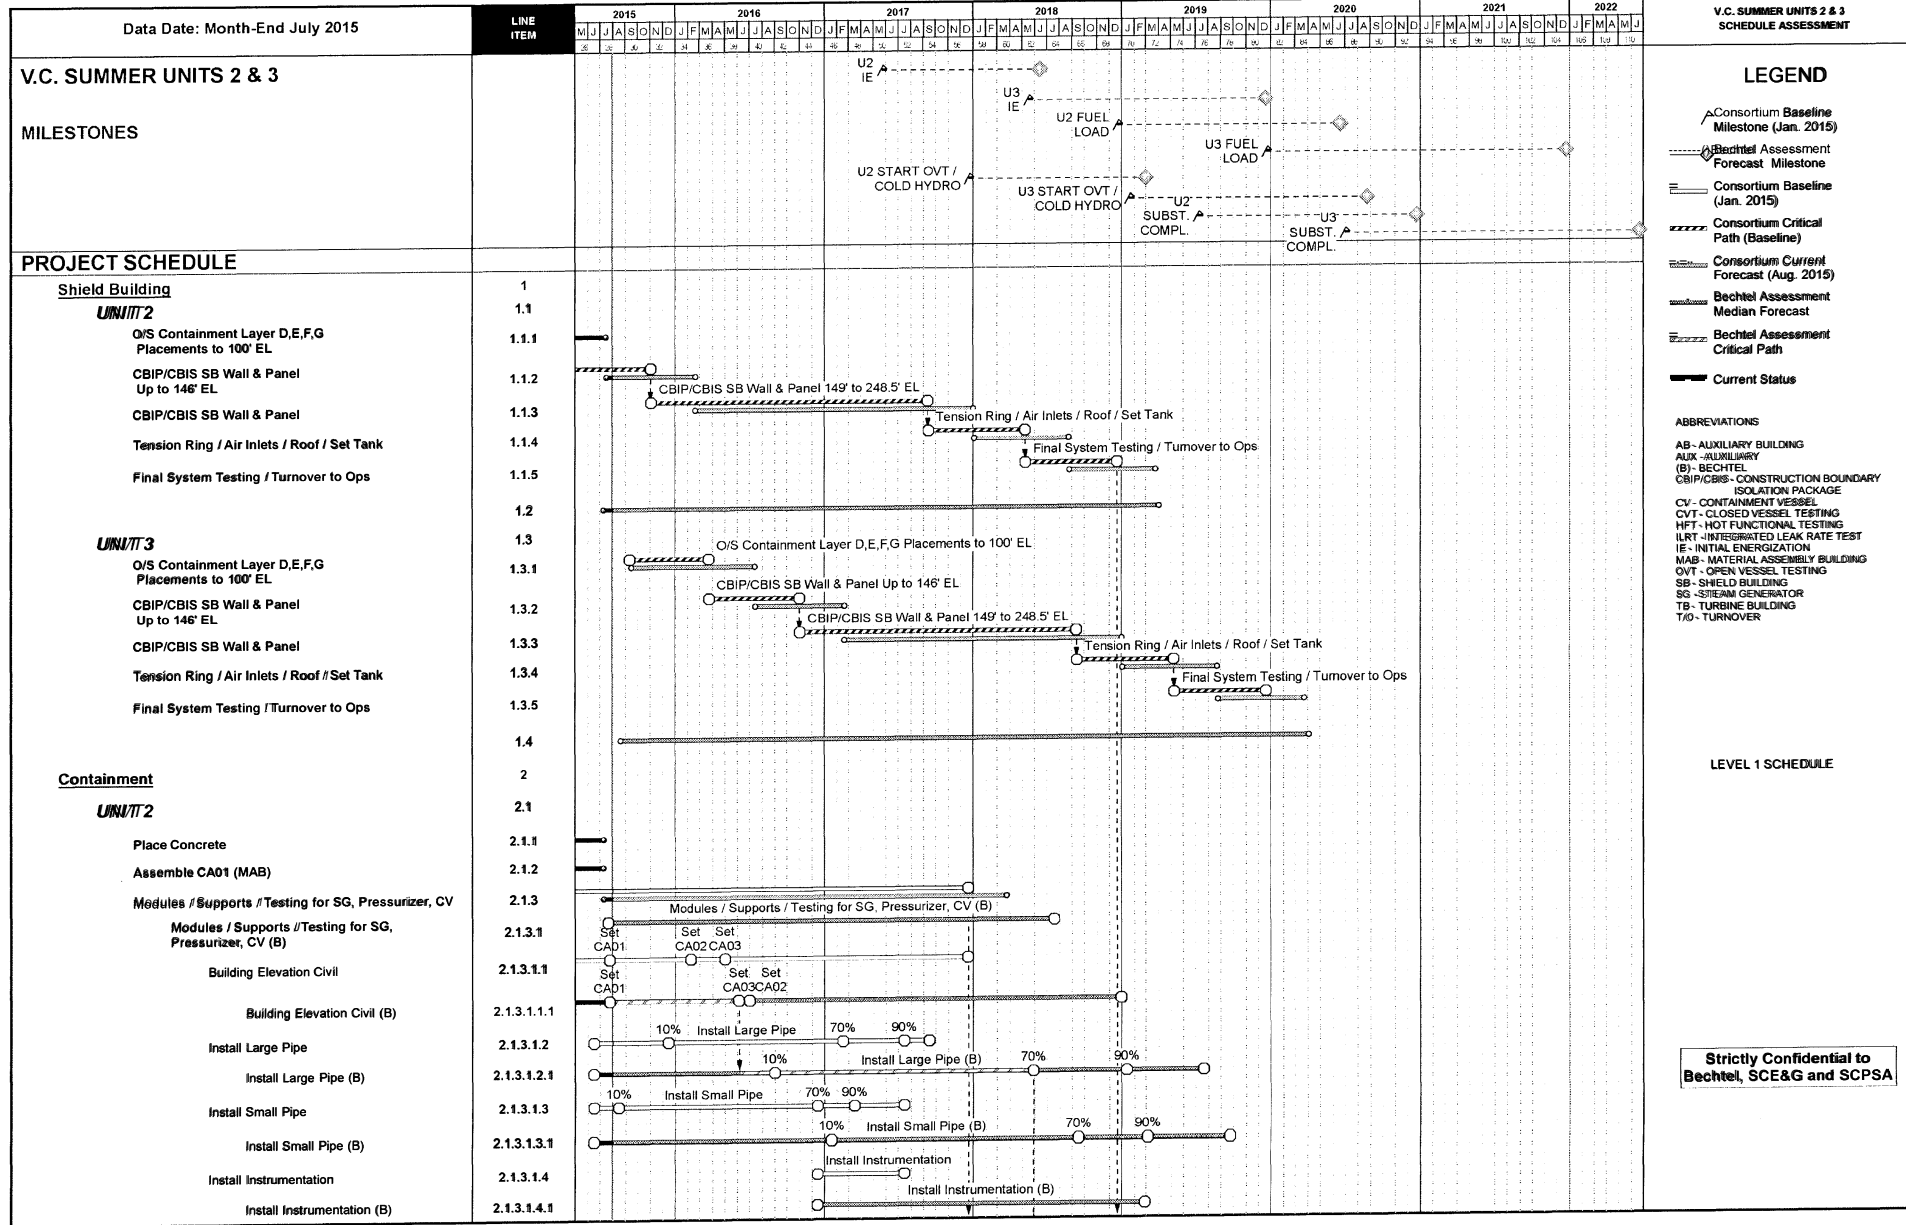 Data Date: Month-End July 2015
LINE
ITEM
2015 2016 2017 2018 2019 2020 2021 2022
M J J A S O N D J F M A M J J A S O N D J F M A M J J A S O N D J F M A M J J A S O N D J F M A M J J A S O N D J F M A M J J A S O N D J F M A M J J A S O N D J F M A M J
V.C. SUMMER UNITS 2 & 3
SCHEDULE ASSESSMENT
V.C. SUMMER UNITS 2 & 3
MILESTONES
U2
IE
U3
IE
U2 FUEL
LOAD
U3 FUEL
LOAD
U2 START OVT /
COLD HYDRO
U3 START OVT /
COLD HYDRO
U2
SUBST.
COMPL.
U3
SUBST.
COMPL.
PROJECT SCHEDULE
Shield Building 1
UNIT 2 1.1
O/S Containment Layer D,E,F,G
Placements to 100' EL
1.1.1
CBIP/CBIS SB Wall & Panel
Up to 146' EL
1.1.2
CBIP/CBIS SB Wall & Panel 149' to 248.5' EL
CBIP/CBIS SB Wall & Panel 1.1.3
Tension Ring / Air Inlets / Roof / Set Tank
Tension Ring / Air Inlets / Roof / Set Tank 1.1.4
Final System Testing / Turnover to Ops
Final System Testing / Turnover to Ops 1.1.5
1.2
UNIT 3 1.3
O/S Containment Layer D,E,F,G Placements to 100' EL
O/S Containment Layer D,E,F,G
Placements to 100' EL
1.3.1
CBIP/CBIS SB Wall & Panel Up to 146' EL
CBIP/CBIS SB Wall & Panel
Up to 146' EL
1.3.2
CBIP/CBIS SB Wall & Panel 149' to 248.5' EL
CBIP/CBIS SB Wall & Panel 1.3.3
Tension Ring / Air Inlets / Roof / Set Tank
Tension Ring / Air Inlets / Roof / Set Tank 1.3.4
Final System Testing / Turnover to Ops
Final System Testing / Turnover to Ops 1.3.5
1.4
Containment 2
UNIT 2 2.1
Place Concrete 2.1.1
Assemble CA01 (MAB) 2.1.2
Modules / Supports / Testing for SG, Pressurizer, CV 2.1.3
Modules / Supports / Testing for SG, Pressurizer, CV (B)
Modules / Supports / Testing for SG,
Pressurizer, CV (B)
2.1.3.1
Set
CA01
Set
CA02
Set
CA03
Building Elevation Civil 2.1.3.1.1
Set
CA01
Set
CA03
Set
CA02
Building Elevation Civil (B) 2.1.3.1.1.1
10% Install Large Pipe 70% 90%
Install Large Pipe 2.1.3.1.2
10% Install Large Pipe (B) 70% 90%
Install Large Pipe (B) 2.1.3.1.2.1
10% Install Small Pipe 70% 90%
Install Small Pipe 2.1.3.1.3
10% Install Small Pipe (B) 70% 90%
Install Small Pipe (B) 2.1.3.1.3.1
Install Instrumentation
Install Instrumentation 2.1.3.1.4
Install Instrumentation (B)
Install Instrumentation (B) 2.1.3.1.4.1
LEGEND
Consortium Baseline
Milestone (Jan. 2015)
Bechtel Assessment
Forecast Milestone
Consortium Baseline
(Jan. 2015)
Consortium Critical
Path (Baseline)
Consortium Current
Forecast (Aug. 2015)
Bechtel Assessment
Median Forecast
Bechtel Assessment
Critical Path
Current Status
ABBREVIATIONS
AB - AUXILIARY BUILDING
AUX - AUXILIARY
(B) - BECHTEL
CBIP/CBIS - CONSTRUCTION BOUNDARY
ISOLATION PACKAGE
CV - CONTAINMENT VESSEL
CVT - CLOSED VESSEL TESTING
HFT - HOT FUNCTIONAL TESTING
ILRT - INTEGRATED LEAK RATE TEST
IE - INITIAL ENERGIZATION
MAB - MATERIAL ASSEMBLY BUILDING
OVT - OPEN VESSEL TESTING
SB - SHIELD BUILDING
SG - STEAM GENERATOR
TB - TURBINE BUILDING
T/O - TURNOVER
LEVEL 1 SCHEDULE
Strictly Confidential to
Bechtel, SCE&G and SCPSA